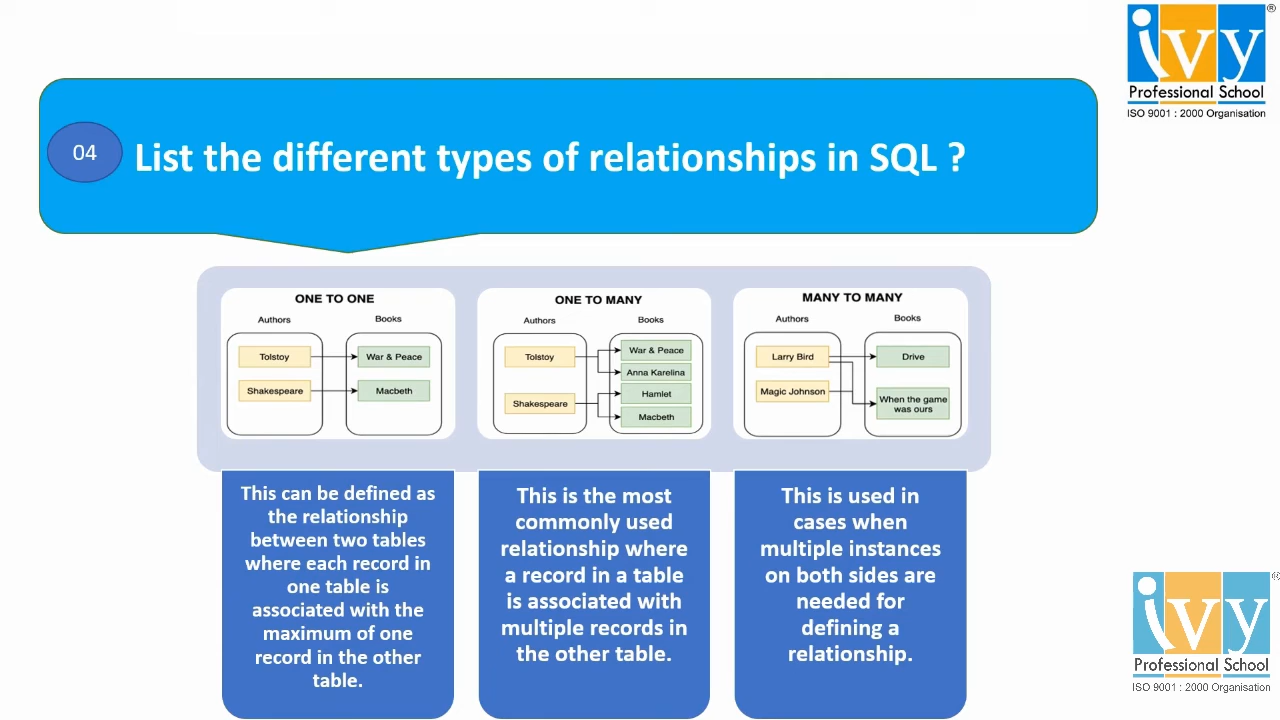 ivy
Professional School
ISO 9001 : 2000 Organisation
®
04
List the different types of relationships in SQL ?
ONE TO ONE
Authors
Books
Tolstoy
War & Peace
Shakespeare
Macbeth
ONE TO MANY
Authors
Books
Tolstoy
War & Peace
Anna Karelina
Shakespeare
Hamlet
Macbeth
MANY TO MANY
Authors
Books
Larry Bird
Drive
Magic Johnson
When the game
was ours
This can be defined as
the relationship
between two tables
where each record in
one table is
associated with the
maximum of one
record in the other
table.
This is the most
commonly used
relationship where
a record in a table
is associated with
multiple records in
the other table.
This is used in
cases when
multiple instances
on both sides are
needed for
defining a
relationship.
ivy
Professional School
ISO 9001 : 2000 Organisation
®